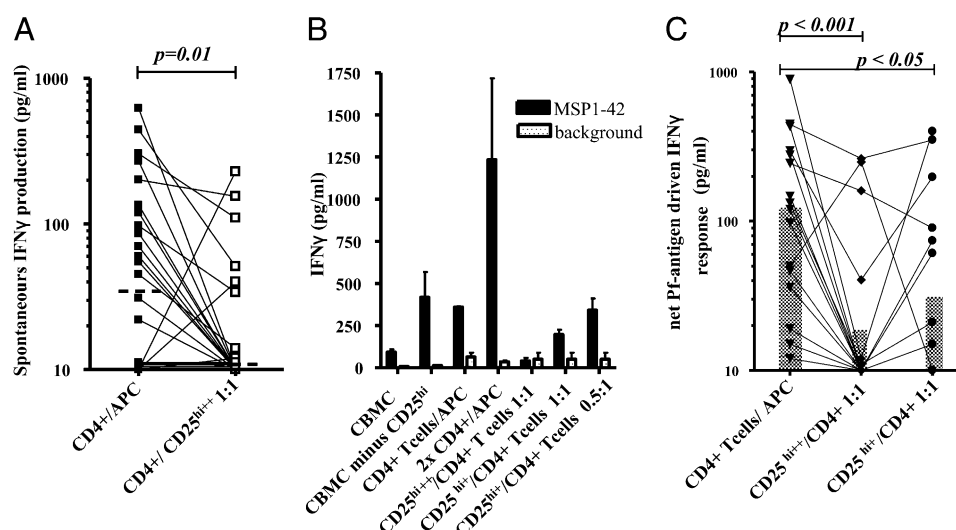 A
p=0.01
Spontaneours IFNγ production (pg/ml)
1000
100
10
CD4+/APC
CD4+/ CD25hi++ 1:1
B
IFNγ (pg/ml)
1750
1500
1250
1000
750
500
250
0
MSP1-42
background
CBMC
CBMC minus CD25hi
CD4+ Tcells/APC
2x CD4+/APC
CD25hi++/CD4+ T cells 1:1
CD25 hi+/CD4+ Tcells 1:1
CD25hi+/CD4+ Tcells 0.5:1
C
p < 0.001
p < 0.05
net Pf-antigen driven IFNγ
response (pg/ml)
1000
100
10
CD4+ Tcells/ APC
CD25 hi++/CD4+ 1:1
CD25 hi+/CD4+ 1:1